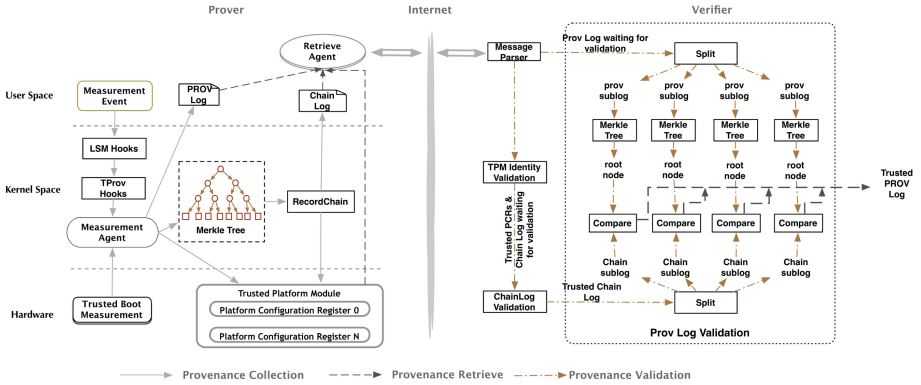 Prover
Internet
Verifier
Retrieve
Agent
Message
Parser
Prov Log waiting for
validation
Split
User Space
Measurement
Event
PROV
Log
Chain
Log
prov
sublog
prov
sublog
prov
sublog
prov
sublog
LSM Hooks
Merkle
Tree
Merkle
Tree
Merkle
Tree
Merkle
Tree
Kernel Space
TProv
Hooks
Merkle Tree
RecordChain
TPM Identity
Validation
root
node
root
node
root
node
root
node
Trusted
PROV
Log
Measurement
Agent
Trusted PCRs &
Chain Log waiting
for validation
Compare
Compare
Compare
Compare
Chain
sublog
Chain
sublog
Chain
sublog
Chain
sublog
Hardware
Trusted Boot
Measurement
Trusted Platform Module
Platform Configuration Register 0
Platform Configuration Register N
ChainLog
Validation
Trusted Chain
Log
Split
Prov Log Validation
Provenance Collection
Provenance Retrieve
Provenance Validation